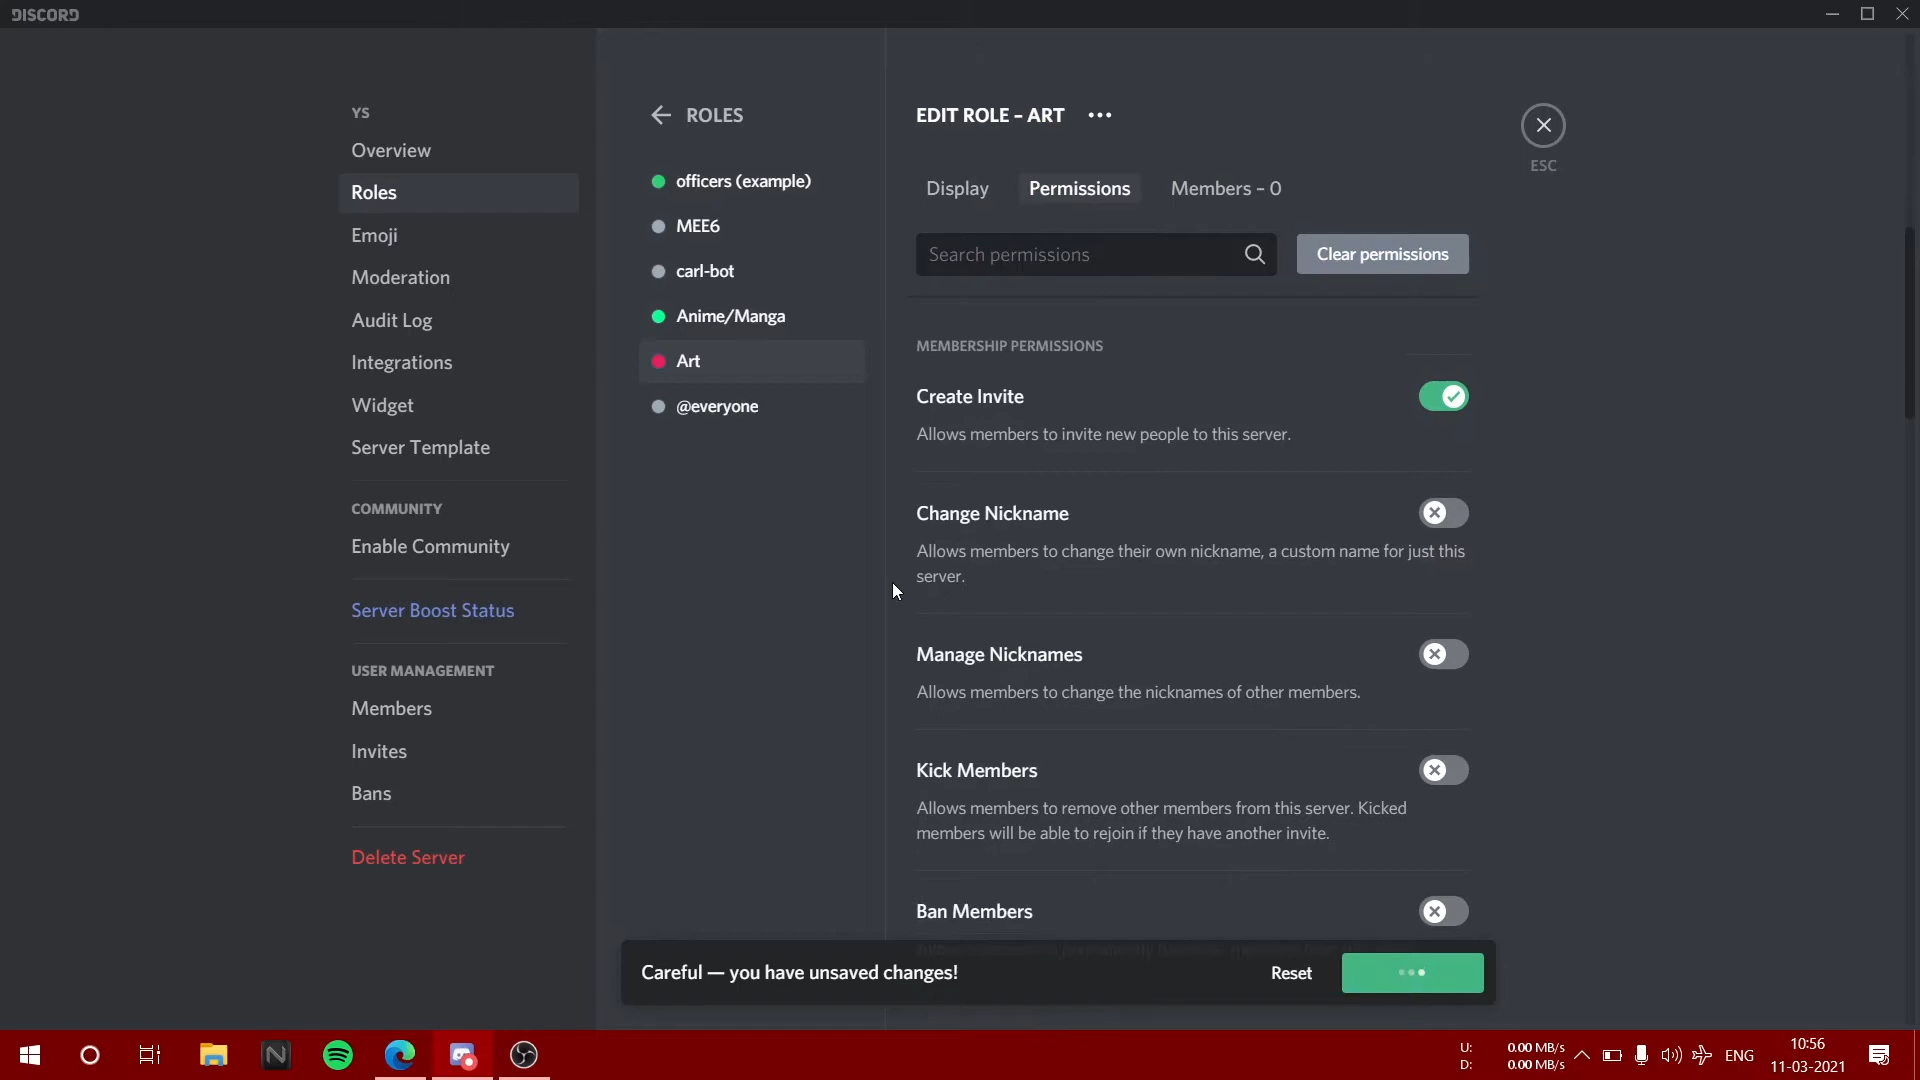 DISCORD
YS
Overview
Roles
Emoji
Moderation
Audit Log
Integrations
Widget
Server Template
COMMUNITY
Enable Community
Server Boost Status
USER MANAGEMENT
Members
Invites
Bans
Delete Server
ROLES
officers (example)
MEE6
carl-bot
Anime/Manga
Art
@everyone
EDIT ROLE – ART
Display Permissions Members – 0
Search permissions Clear permissions
ESC
MEMBERSHIP PERMISSIONS
Create Invite
Allows members to invite new people to this server.
Change Nickname
Allows members to change their own nickname, a custom name for just this
server.
Manage Nicknames
Allows members to change the nicknames of other members.
Kick Members
Allows members to remove other members from this server. Kicked
members will be able to rejoin if they have another invite.
Ban Members
Careful — you have unsaved changes! Reset
U: 0.00 MB/s
D: 0.00 MB/s
ENG
10:56
11-03-2021